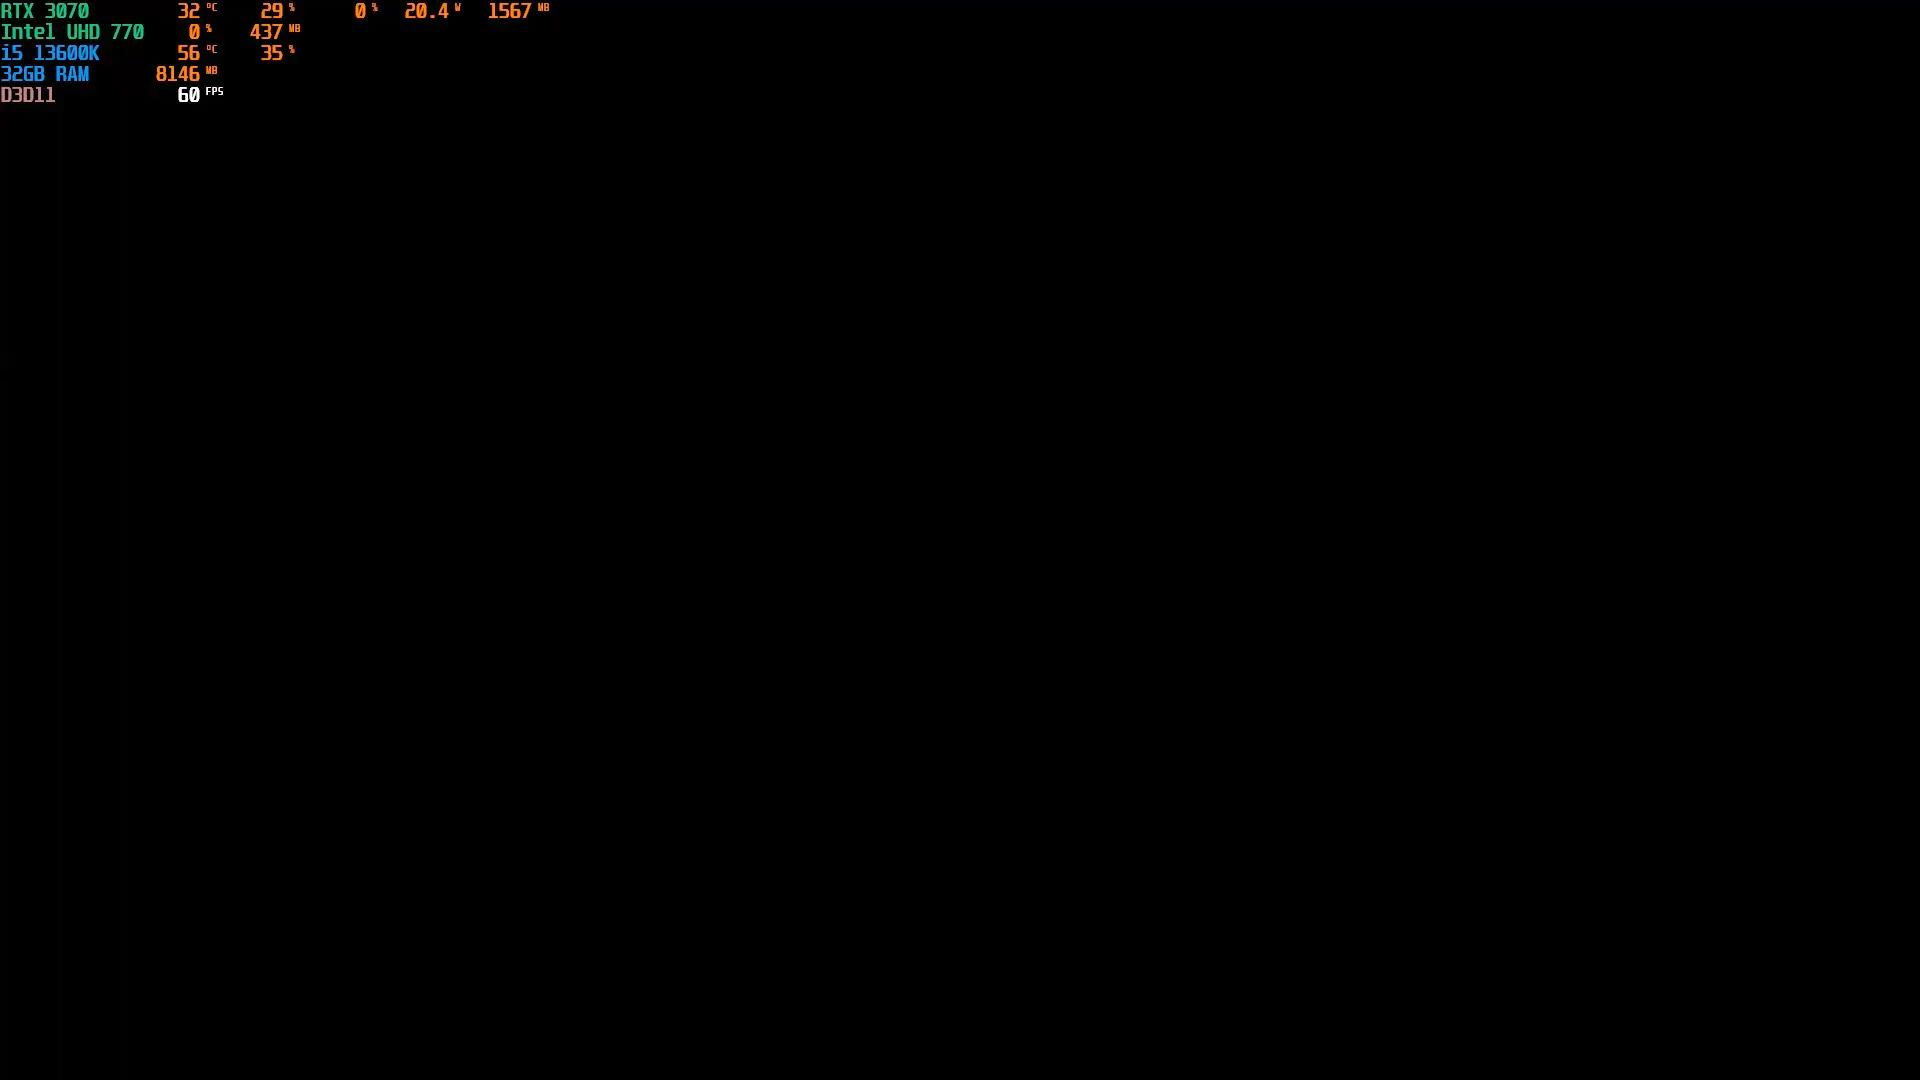 RTX 3070 32 °C 29 % 0 % 20.4 W 1567 MB
Intel UHD 770 0 % 437 MB
i5 13600K 56 °C 35 %
32GB RAM 8146 MB
D3D11 60 FPS